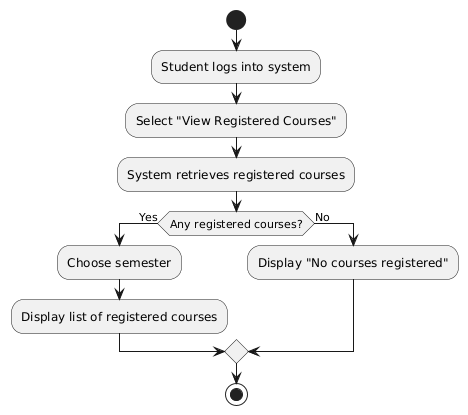 Student logs into system
Select "View Registered Courses"
System retrieves registered courses
Any registered courses?
Yes
No
Choose semester
Display "No courses registered"
Display list of registered courses